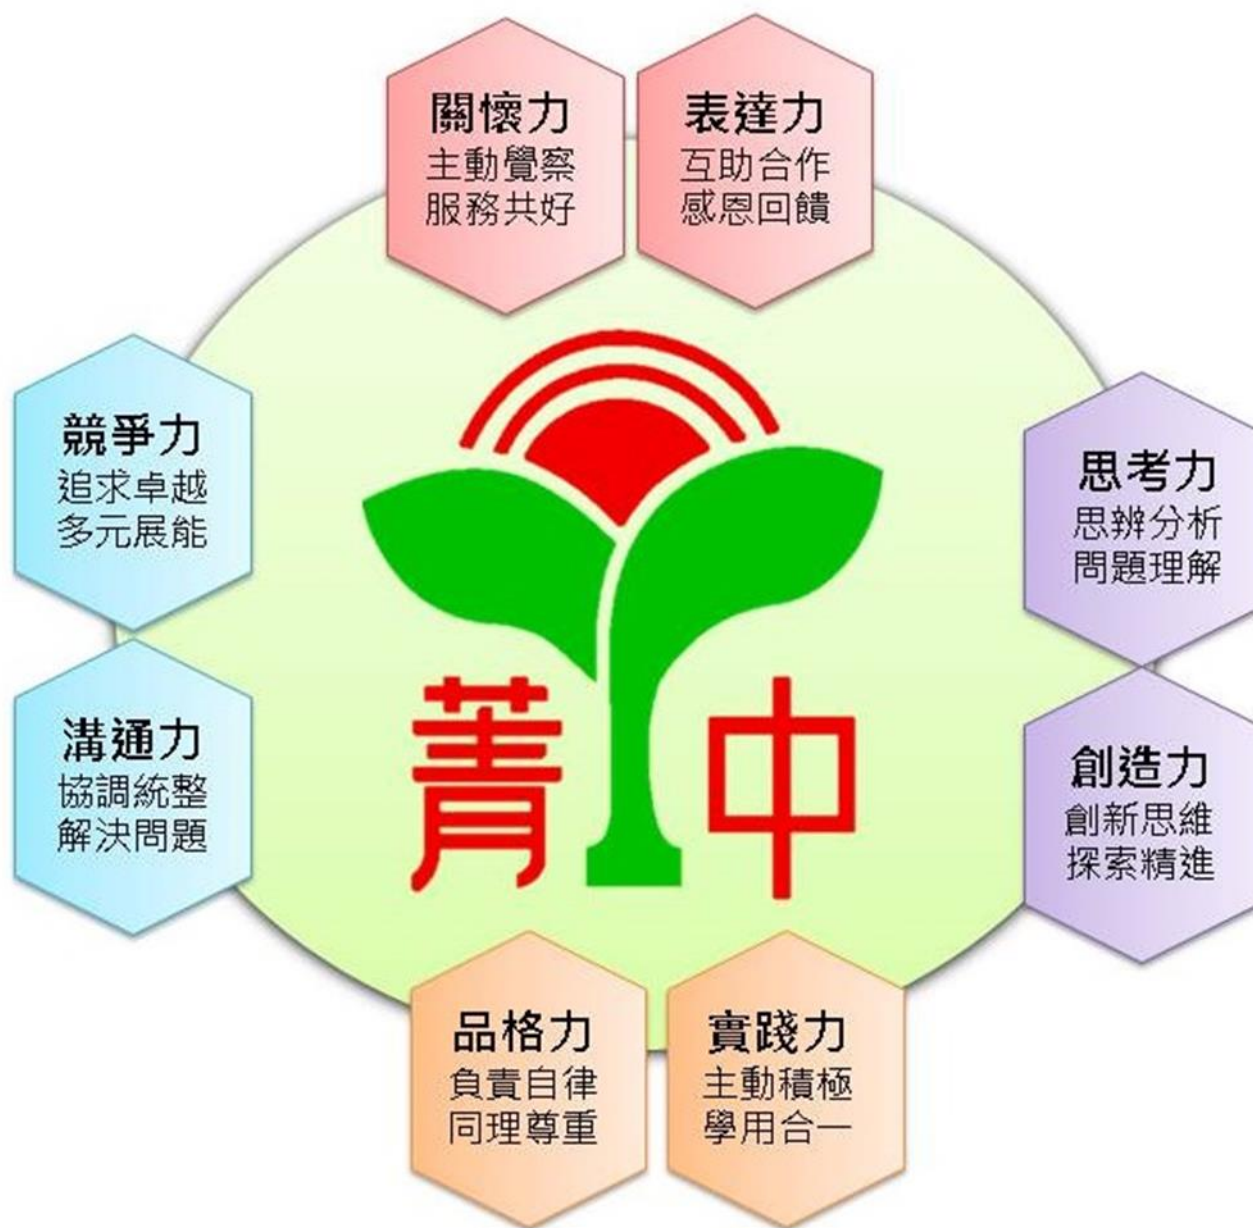 關懷力
主動覺察
服務共好
表達力
互助合作
感恩回饋
競爭力
追求卓越
多元展能
思考力
思辨分析
問題理解
菁中
溝通力
協調統整
解決問題
創造力
創新思維
探索精進
品格力
負責自律
同理尊重
實踐力
主動積極
學用合一